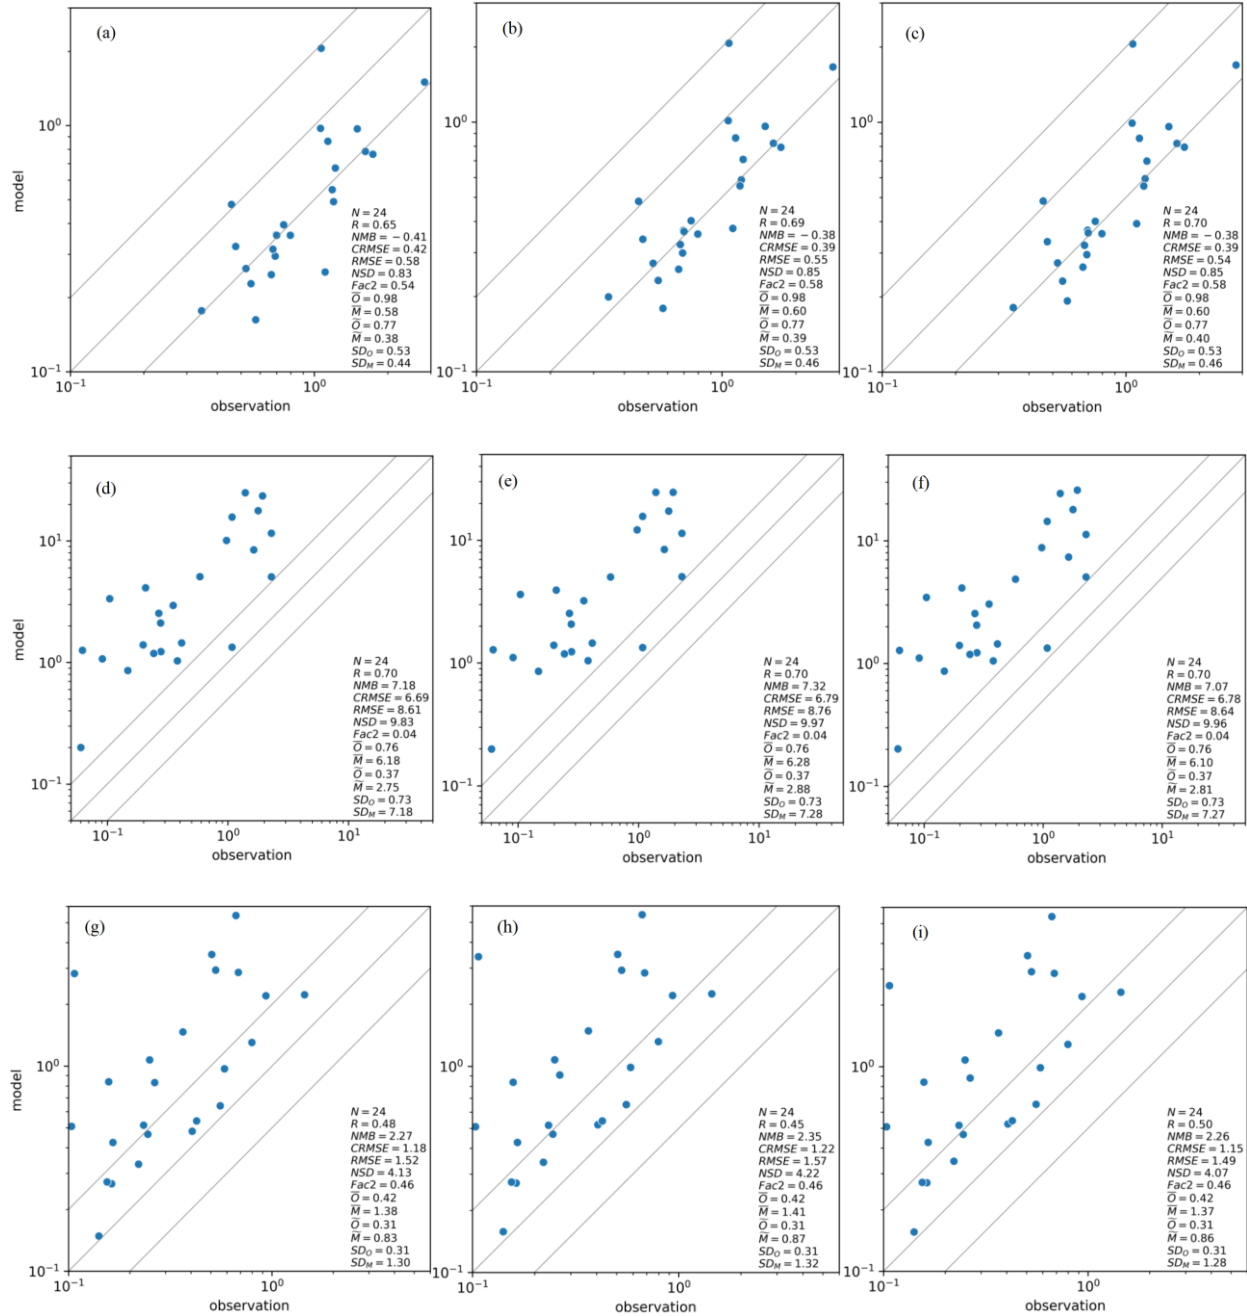 (a)
10⁰
10⁻¹
10⁻¹
10⁰
model
observation
N = 24
R = 0.65
NMB = −0.41
CRMSE = 0.42
RMSE = 0.58
NSD = 0.83
Fac2 = 0.54
O̅ = 0.98
M̅ = 0.58
Õ = 0.77
M̃ = 0.38
SD_O = 0.53
SD_M = 0.44
(b)
10⁰
10⁻¹
10⁻¹
10⁰
observation
N = 24
R = 0.69
NMB = −0.38
CRMSE = 0.39
RMSE = 0.55
NSD = 0.85
Fac2 = 0.58
O̅ = 0.98
M̅ = 0.60
Õ = 0.77
M̃ = 0.39
SD_O = 0.53
SD_M = 0.46
(c)
10⁰
10⁻¹
10⁻¹
10⁰
observation
N = 24
R = 0.70
NMB = −0.38
CRMSE = 0.39
RMSE = 0.54
NSD = 0.85
Fac2 = 0.58
O̅ = 0.98
M̅ = 0.60
Õ = 0.77
M̃ = 0.40
SD_O = 0.53
SD_M = 0.46
(d)
10¹
10⁰
10⁻¹
10⁻¹
10⁰
10¹
model
observation
N = 24
R = 0.70
NMB = 7.18
CRMSE = 6.69
RMSE = 8.61
NSD = 9.83
Fac2 = 0.04
O̅ = 0.76
M̅ = 6.18
Õ = 0.37
M̃ = 2.75
SD_O = 0.73
SD_M = 7.18
(e)
10¹
10⁰
10⁻¹
10⁻¹
10⁰
10¹
observation
N = 24
R = 0.70
NMB = 7.32
CRMSE = 6.79
RMSE = 8.76
NSD = 9.97
Fac2 = 0.04
O̅ = 0.76
M̅ = 6.28
Õ = 0.37
M̃ = 2.88
SD_O = 0.73
SD_M = 7.28
(f)
10¹
10⁰
10⁻¹
10⁻¹
10⁰
10¹
observation
N = 24
R = 0.70
NMB = 7.07
CRMSE = 6.78
RMSE = 8.64
NSD = 9.96
Fac2 = 0.04
O̅ = 0.76
M̅ = 6.10
Õ = 0.37
M̃ = 2.81
SD_O = 0.73
SD_M = 7.27
(g)
10⁰
10⁻¹
10⁻¹
10⁰
model
observation
N = 24
R = 0.48
NMB = 2.27
CRMSE = 1.18
RMSE = 1.52
NSD = 4.13
Fac2 = 0.46
O̅ = 0.42
M̅ = 1.38
Õ = 0.31
M̃ = 0.83
SD_O = 0.31
SD_M = 1.30
(h)
10⁰
10⁻¹
10⁻¹
10⁰
observation
N = 24
R = 0.45
NMB = 2.35
CRMSE = 1.22
RMSE = 1.57
NSD = 4.22
Fac2 = 0.46
O̅ = 0.42
M̅ = 1.41
Õ = 0.31
M̃ = 0.87
SD_O = 0.31
SD_M = 1.32
(i)
10⁰
10⁻¹
10⁻¹
10⁰
observation
N = 24
R = 0.50
NMB = 2.26
CRMSE = 1.15
RMSE = 1.49
NSD = 4.07
Fac2 = 0.46
O̅ = 0.42
M̅ = 1.37
Õ = 0.31
M̃ = 0.86
SD_O = 0.31
SD_M = 1.28